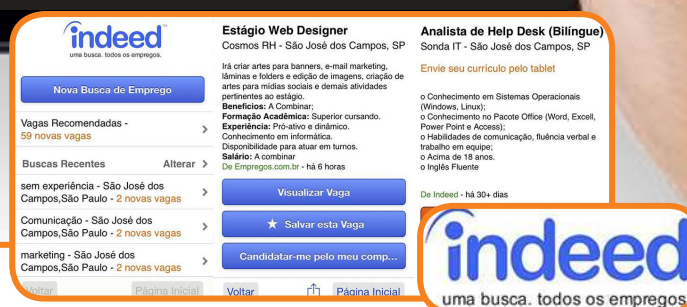 indeed
uma busca. todos os empregos.
Nova Busca de Emprego
Vagas Recomendadas -
59 novas vagas
Buscas Recentes Alterar
sem experiência - São José dos
Campos,São Paulo - 2 novas vagas
Comunicação - São José dos
Campos,São Paulo - 2 novas vagas
marketing - São José dos
Campos,São Paulo - 2 novas vagas
Voltar Página Inicial
Estágio Web Designer
Cosmos RH - São José dos Campos, SP
Irá criar artes para banners, e-mail marketing,
lâminas e folders e edição de imagens, criação de
artes para mídias sociais e demais atividades
pertinentes ao estágio.
Benefícios: A Combinar;
Formação Acadêmica: Superior cursando.
Experiência: Pró-ativo e dinâmico.
Conhecimento em informática.
Disponibilidade para atuar em turnos.
Salário: A combinar
De Empregos.com.br - há 6 horas
Visualizar Vaga
Salvar esta Vaga
Candidatar-me pelo meu comp...
Voltar Página Inicial
Analista de Help Desk (Bilíngue)
Sonda IT - São José dos Campos, SP
Envie seu currículo pelo tablet
o Conhecimento em Sistemas Operacionais
(Windows, Linux);
o Conhecimento no Pacote Office (Word, Excell,
Power Point e Access);
o Habilidades de comunicação, fluência verbal e
trabalho em equipe;
o Acima de 18 anos.
o Inglês Fluente
De Indeed - há 30+ dias
indeed
uma busca. todos os empregos